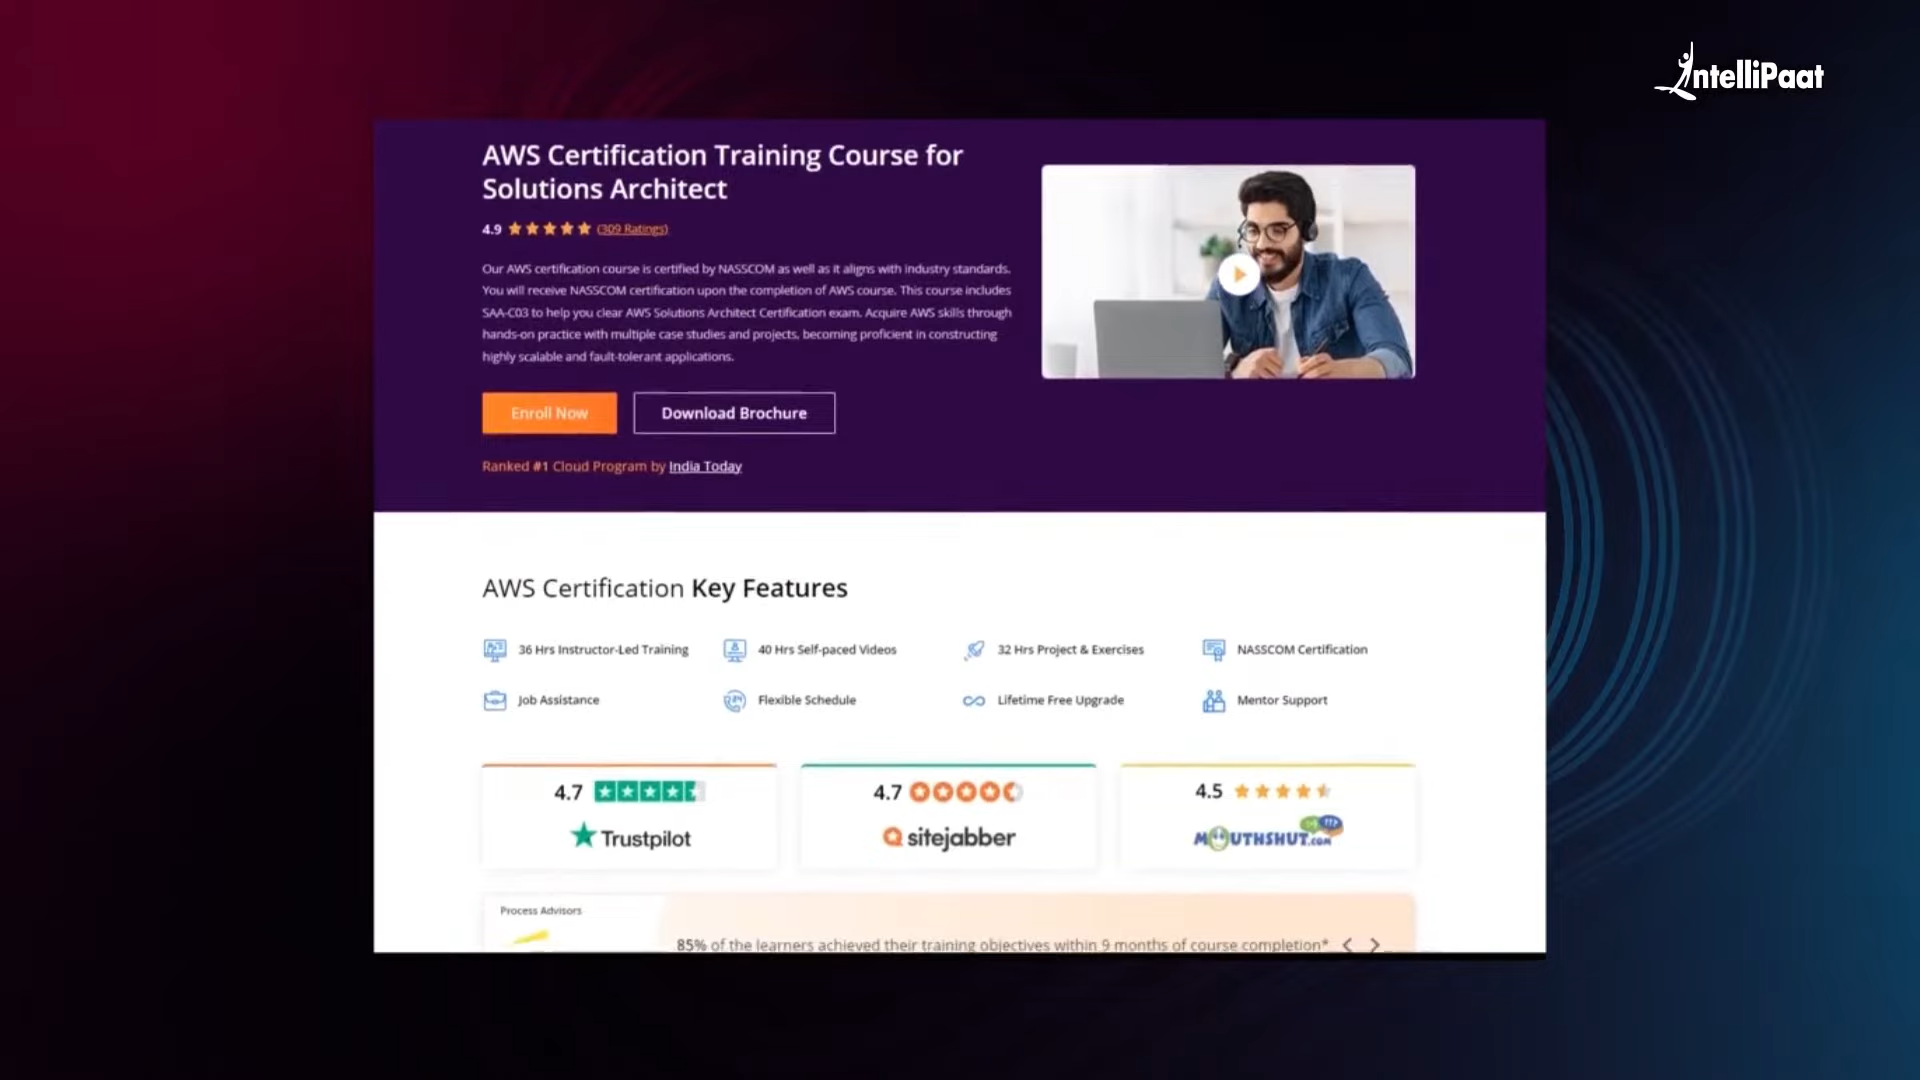 IntelliPaat
AWS Certification Training Course for
Solutions Architect
4.9 (309 Ratings)
Our AWS certification course is certified by NASSCOM as well as it aligns with industry standards.
You will receive NASSCOM certification upon the completion of AWS course. This course includes
SAA-C03 to help you clear AWS Solutions Architect Certification exam. Acquire AWS skills through
hands-on practice with multiple case studies and projects, becoming proficient in constructing
highly scalable and fault-tolerant applications.
Enroll Now Download Brochure
Ranked #1 Cloud Program by India Today
AWS Certification Key Features
36 Hrs Instructor-Led Training 40 Hrs Self-paced Videos 32 Hrs Project & Exercises NASSCOM Certification
Job Assistance Flexible Schedule Lifetime Free Upgrade Mentor Support
4.7 4.7 4.5
Trustpilot sitejabber MOUTHSHUT.COM
Process Advisors
85% of the learners achieved their training objectives within 9 months of course completion*